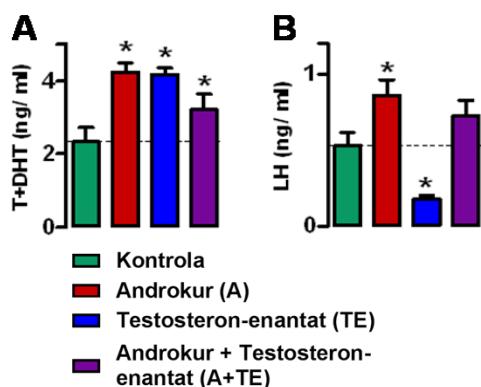 A
B
T+DHT (ng/ ml)
4
2
0
* * *
LH (ng/ ml)
1
0
* *
Kontrola
Androkur (A)
Testosteron-enantat (TE)
Androkur + Testosteron-
enantat (A+TE)